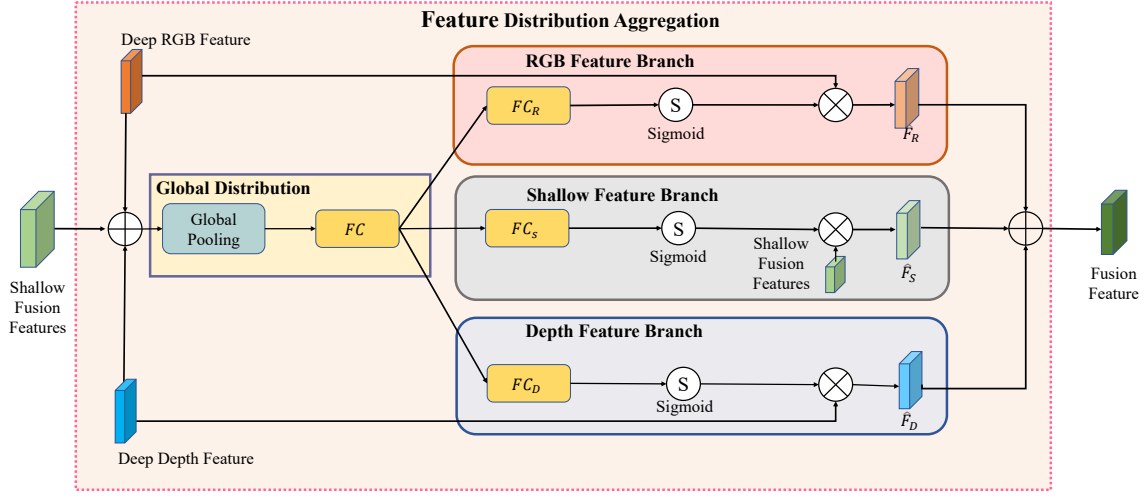 Feature Distribution Aggregation
Deep RGB Feature
RGB Feature Branch
FC_R
S
Sigmoid
F̂_R
Global Distribution
Global
Pooling
FC
Shallow Feature Branch
FC_s
S
Sigmoid
Shallow
Fusion
Features
F̂_S
Shallow
Fusion
Features
Fusion
Feature
Depth Feature Branch
FC_D
S
Sigmoid
F̂_D
Deep Depth Feature